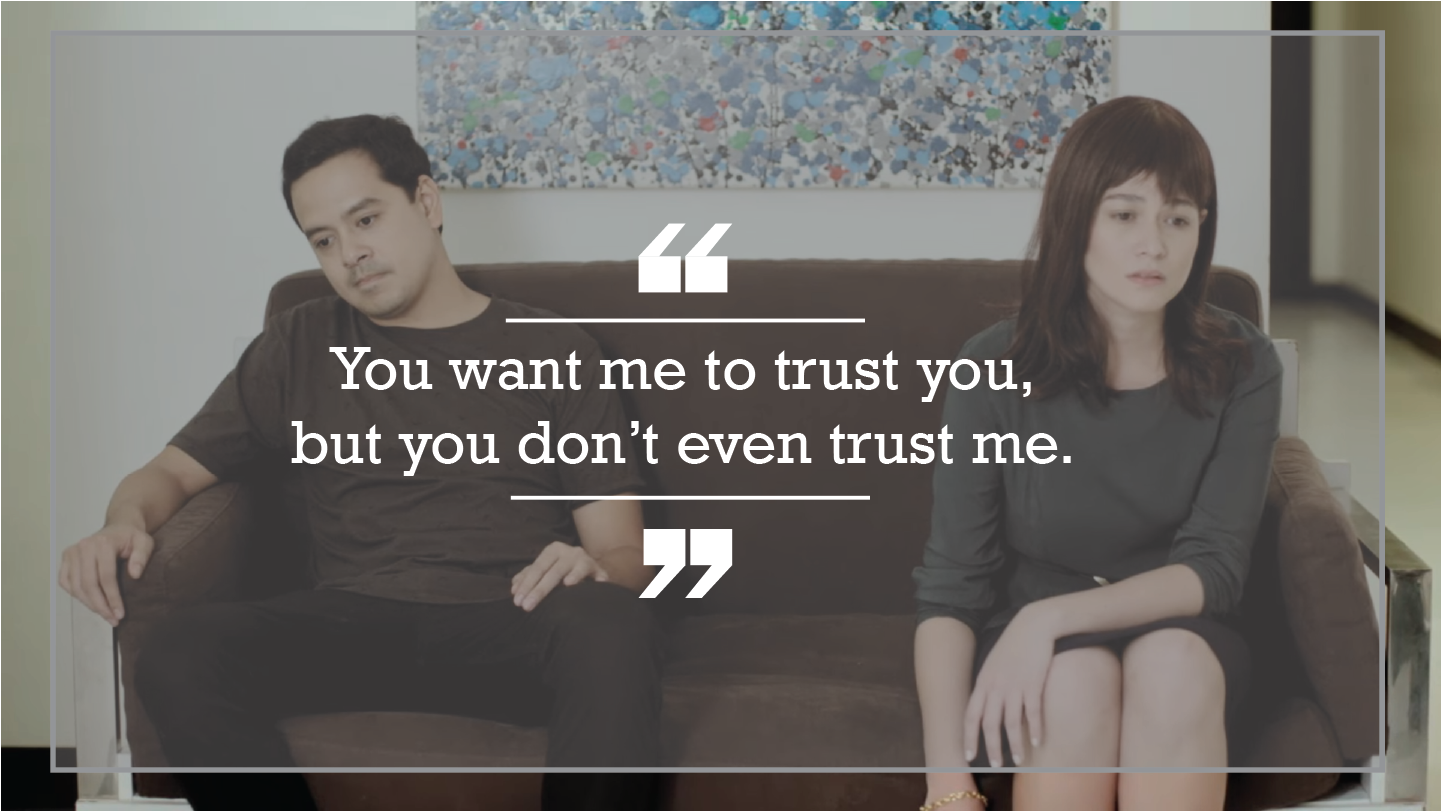 “
You want me to trust you,
but you don’t even trust me.
”